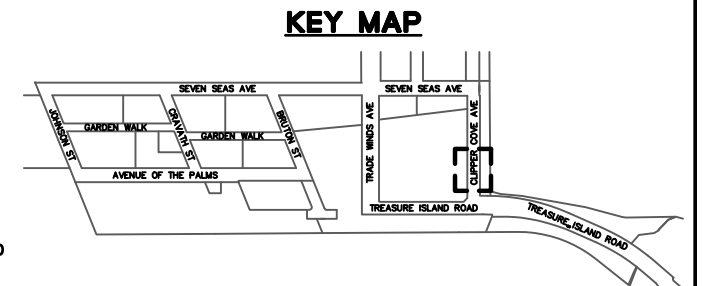 KEY MAP
SEVEN SEAS AVE
SEVEN SEAS AVE
JOHNSON ST
GARDEN WALK
CRAVATH ST
GARDEN WALK
BRUTON ST
TRADE WINDS AVE
CLIPPER COVE AVE
AVENUE OF THE PALMS
TREASURE ISLAND ROAD
TREASURE ISLAND ROAD